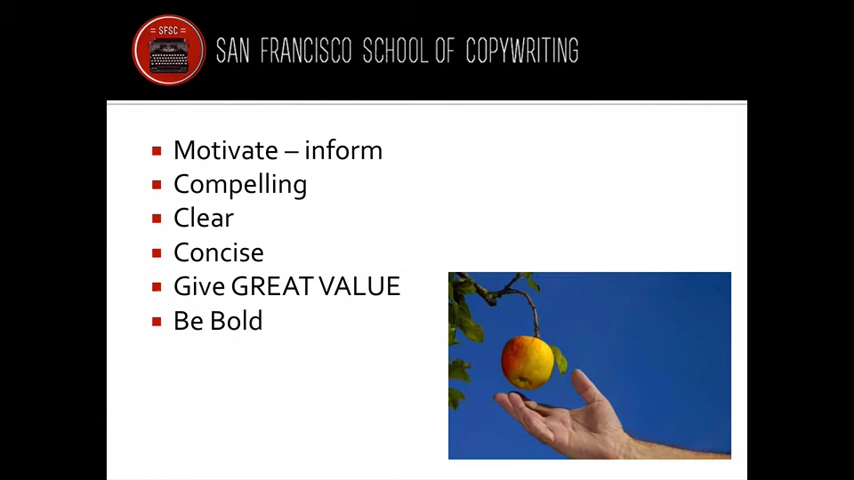 = SFSC =
SAN FRANCISCO SCHOOL OF COPYWRITING
Motivate – inform
Compelling
Clear
Concise
Give GREAT VALUE
Be Bold